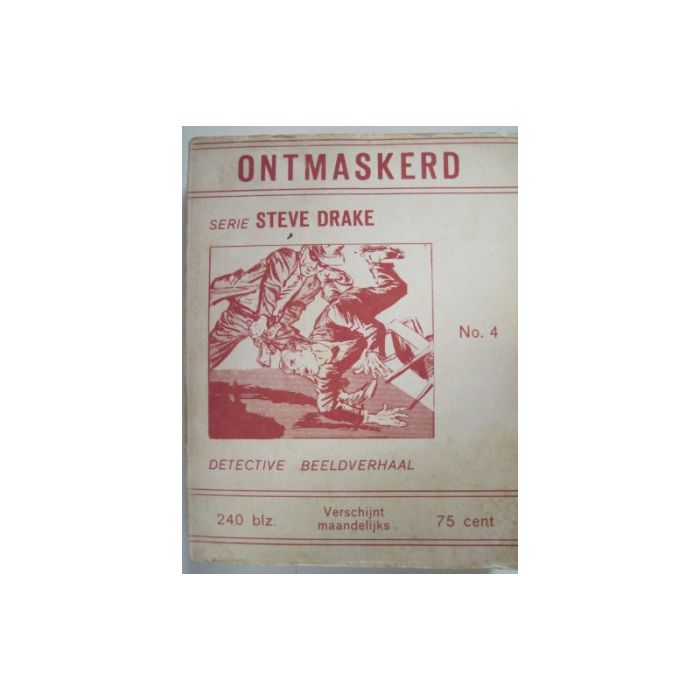 ONTMASKERD
SERIE STEVE DRAKE
No. 4
DETECTIVE BEELDVERHAAL
240 blz.
Verschijnt
maandelijks
75 cent